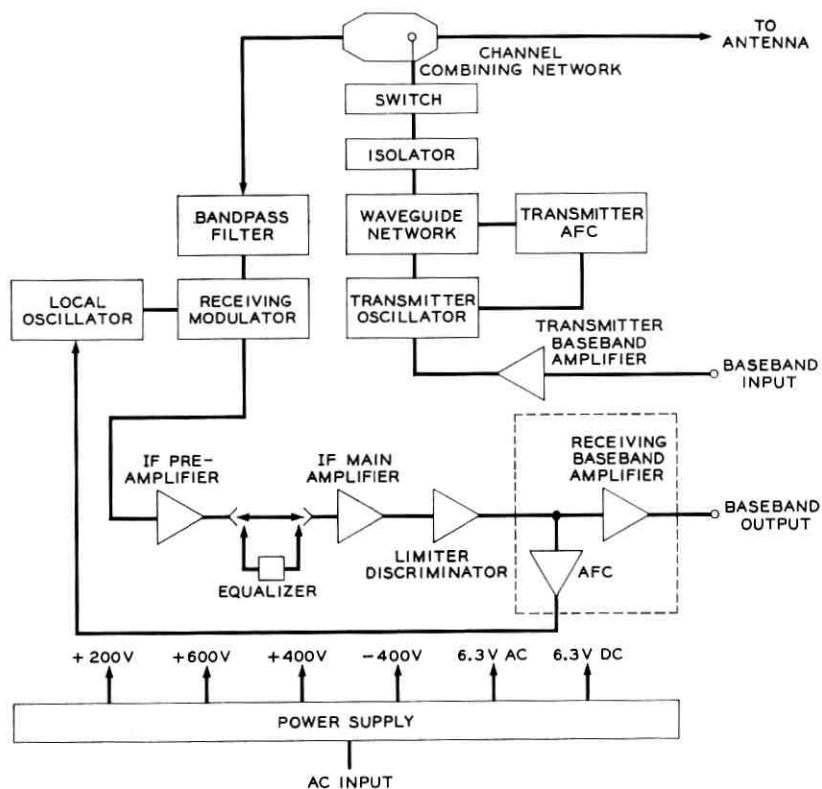 TO
ANTENNA
CHANNEL
COMBINING NETWORK
SWITCH
ISOLATOR
BANDPASS
FILTER
WAVEGUIDE
NETWORK
TRANSMITTER
AFC
LOCAL
OSCILLATOR
RECEIVING
MODULATOR
TRANSMITTER
OSCILLATOR
TRANSMITTER
BASEBAND
AMPLIFIER
BASEBAND
INPUT
IF PRE-
AMPLIFIER
IF MAIN
AMPLIFIER
RECEIVING
BASEBAND
AMPLIFIER
BASEBAND
OUTPUT
LIMITER
DISCRIMINATOR
AFC
EQUALIZER
+200V
+600V
+400V
-400V
6.3V AC
6.3V DC
POWER SUPPLY
AC INPUT